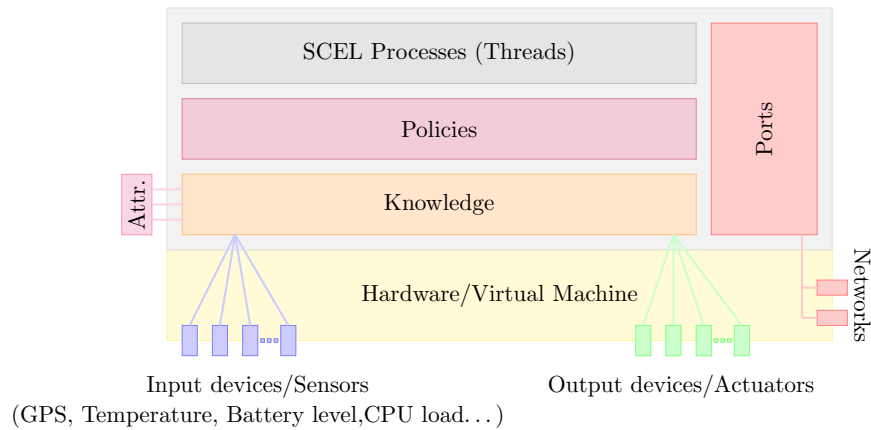 SCEL Processes (Threads)
Policies
Ports
Attr.
Knowledge
Hardware/Virtual Machine
Networks
Input devices/Sensors
(GPS, Temperature, Battery level,CPU load...)
Output devices/Actuators